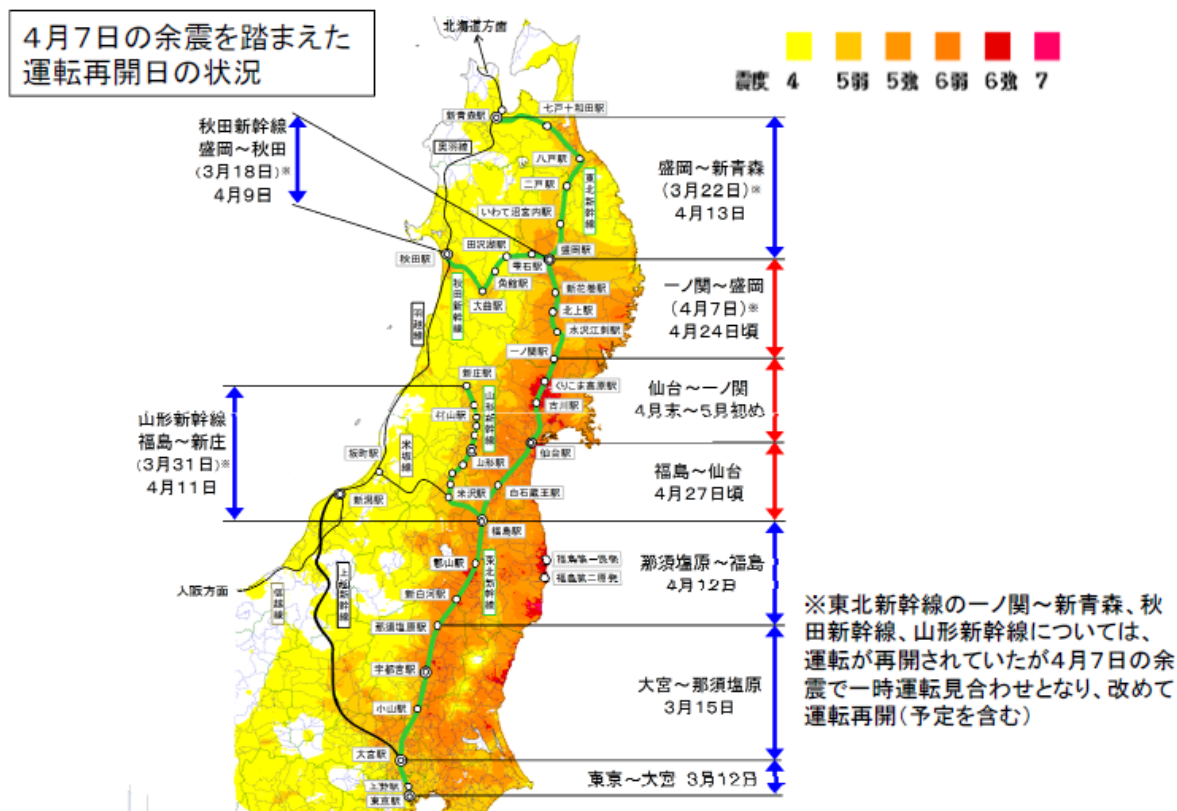 4月7日の余震を踏まえた
運転再開日の状況
北海道方面
震度 4 5弱 5強 6弱 6強 7
七戸十和田駅
新青森駅
奥羽線
八戸駅
二戸駅
東北新幹線
いわて沼宮内駅
秋田新幹線
盛岡～秋田
(3月18日)※
4月9日
盛岡～新青森
(3月22日)※
4月13日
田沢湖駅
盛岡駅
秋田駅
雫石駅
角館駅
秋田新幹線
大曲駅
新花巻駅
北上駅
羽越線
水沢江刺駅
一ノ関駅
一ノ関～盛岡
(4月7日)※
4月24日頃
新庄駅
くりこま高原駅
山形新幹線
村山駅
古川駅
仙台～一ノ関
4月末～5月初め
山形新幹線
福島～新庄
(3月31日)※
4月11日
米坂線
坂町駅
仙台駅
山形駅
福島～仙台
4月27日頃
新潟駅
米沢駅
白石蔵王駅
福島駅
郡山駅
東北新幹線
福島第一原発
福島第二原発
那須塩原～福島
4月12日
大阪方面
信越線
上越新幹線
新白河駅
那須塩原駅
宇都宮駅
小山駅
大宮～那須塩原
3月15日
大宮駅
上野駅
東京駅
東京～大宮 3月12日
※東北新幹線の一ノ関～新青森、秋
田新幹線、山形新幹線については、
運転が再開されていたが4月7日の余
震で一時運転見合わせとなり、改めて
運転再開(予定を含む)